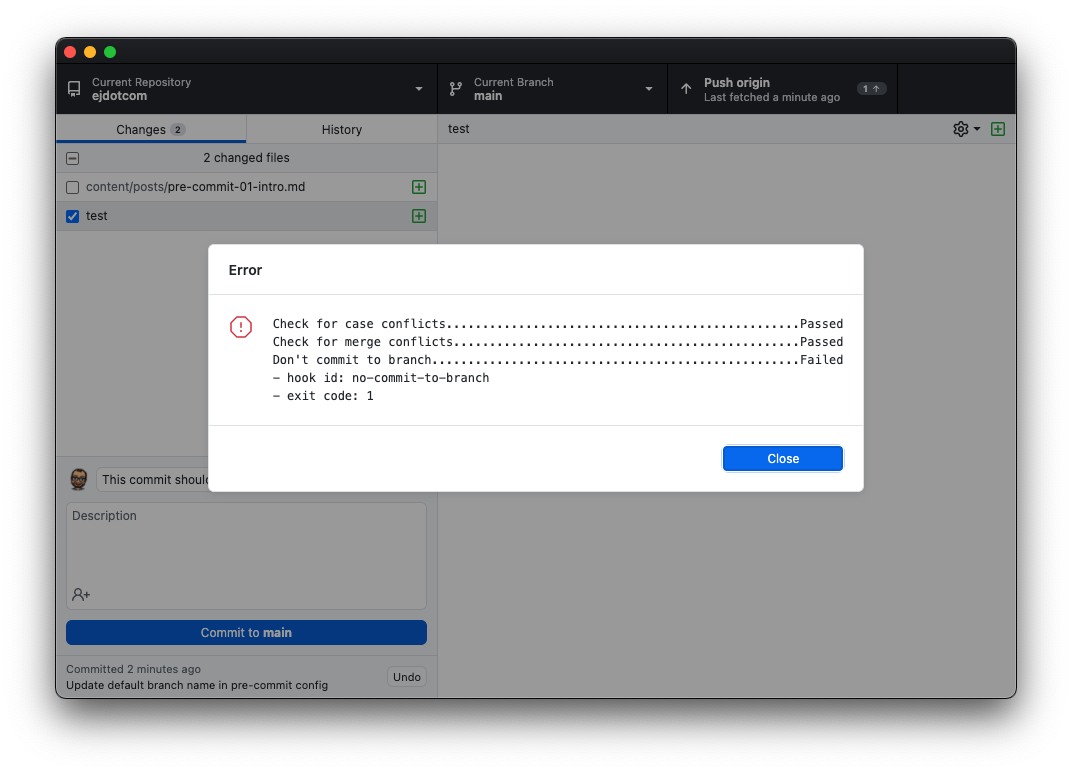 Current Repository
ejdotcom
Current Branch
main
Push origin
Last fetched a minute ago
1
Changes 2
History
test
2 changed files
content/posts/pre-commit-01-intro.md
test
Error
Check for case conflicts.................................................Passed
Check for merge conflicts................................................Passed
Don't commit to branch...................................................Failed
- hook id: no-commit-to-branch
- exit code: 1
Close
This commit should
Description
Commit to main
Committed 2 minutes ago
Update default branch name in pre-commit config
Undo